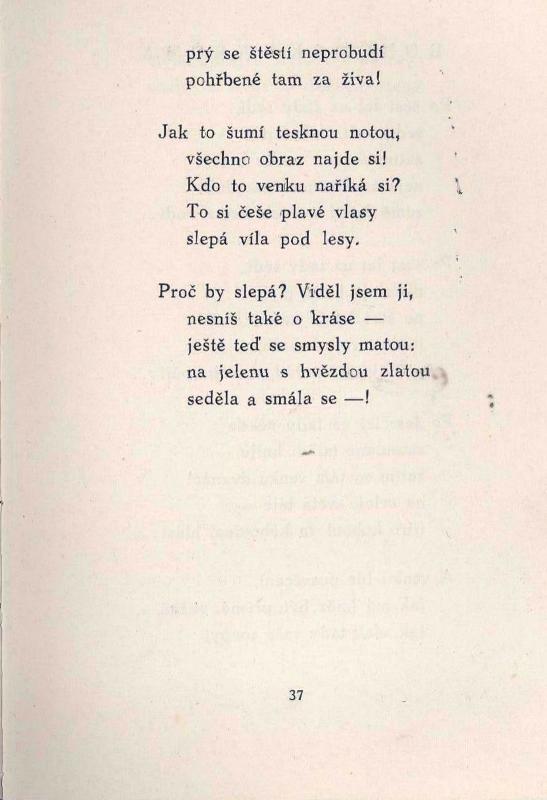 prý se štěstí neprobudí
pohřbené tam za živa!
Jak to šumí tesknou notou,
všechno obraz najde si!
Kdo to venku naříká si?
To si češe plavé vlasy
slepá víla pod lesy.
Proč by slepá? Viděl jsem ji,
nesníš také o kráse —
ještě teď se smysly matou:
na jelenu s hvězdou zlatou
seděla a smála se —!
37